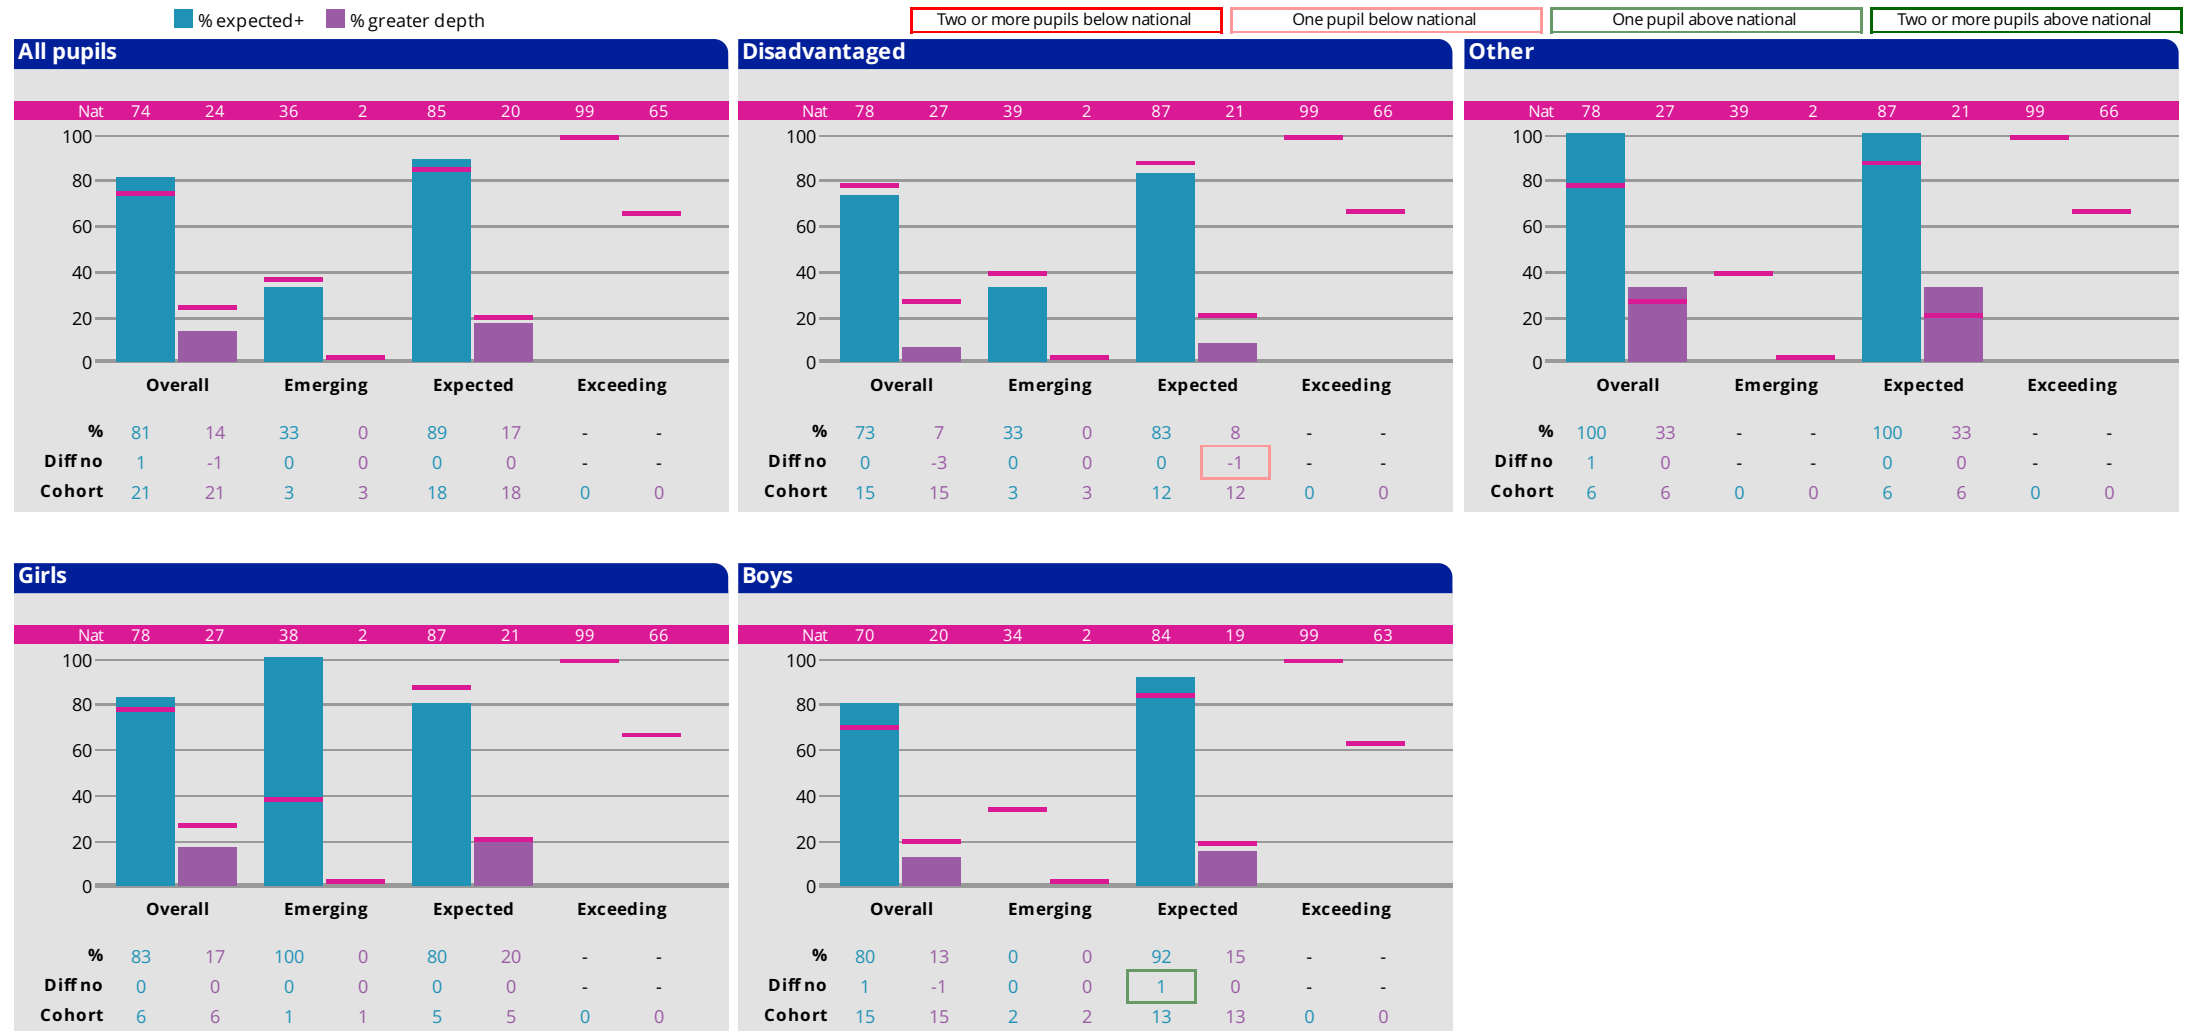 % expected+ % greater depth Two or more pupils below national One pupil below national One pupil above national Two or more pupils above national
All pupils
Nat 74 24 36 2 85 20 99 65
100
80
60
40
20
0
Overall Emerging Expected Exceeding
% 81 14 33 0 89 17 - -
Diff no 1 -1 0 0 0 0 - -
Cohort 21 21 3 3 18 18 0 0
Disadvantaged
Nat 78 27 39 2 87 21 99 66
100
80
60
40
20
0
Overall Emerging Expected Exceeding
% 73 7 33 0 83 8 - -
Diff no 0 -3 0 0 0 -1 - -
Cohort 15 15 3 3 12 12 0 0
Other
Nat 78 27 39 2 87 21 99 66
100
80
60
40
20
0
Overall Emerging Expected Exceeding
% 100 33 - - 100 33 - -
Diff no 1 0 - - 0 0 - -
Cohort 6 6 0 0 6 6 0 0
Girls
Nat 78 27 38 2 87 21 99 66
100
80
60
40
20
0
Overall Emerging Expected Exceeding
% 83 17 100 0 80 20 - -
Diff no 0 0 0 0 0 0 - -
Cohort 6 6 1 1 5 5 0 0
Boys
Nat 70 20 34 2 84 19 99 63
100
80
60
40
20
0
Overall Emerging Expected Exceeding
% 80 13 0 0 92 15 - -
Diff no 1 -1 0 0 1 0 - -
Cohort 15 15 2 2 13 13 0 0